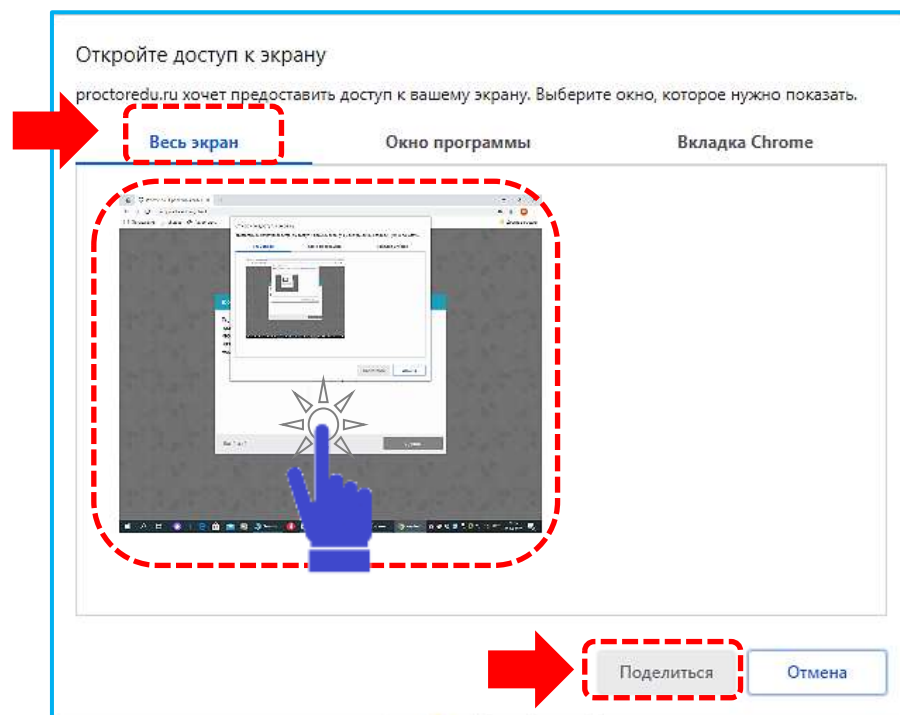 Откройте доступ к экрану
proctoredu.ru хочет предоставить доступ к вашему экрану. Выберите окно, которое нужно показать.
Весь экран Окно программы Вкладка Chrome
Поделиться Отмена